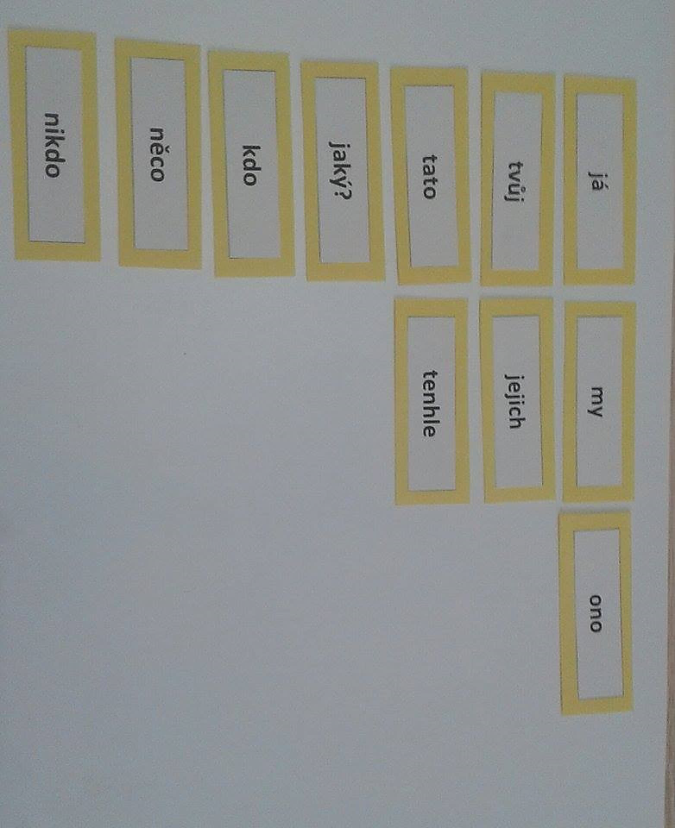 já my ono
tvůj jejich
tato tenhle
jaký?
kdo
něco
nikdo